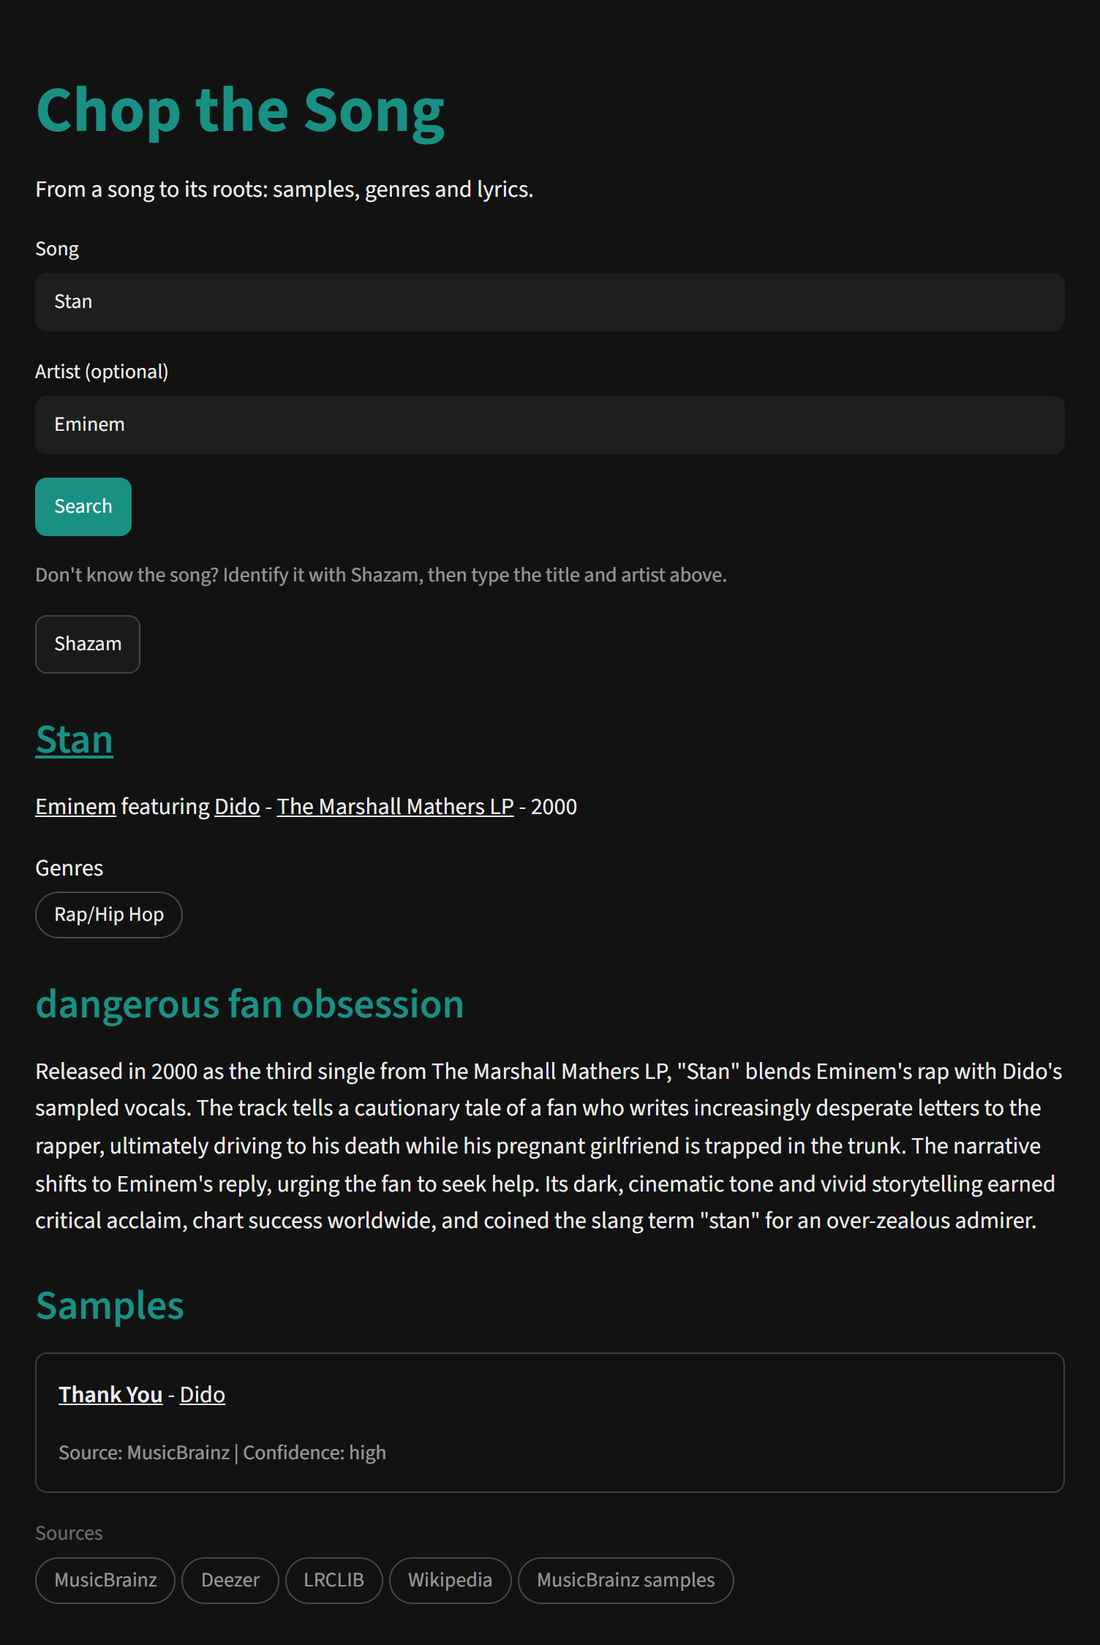 Chop the Song
From a song to its roots: samples, genres and lyrics.
Song
Stan
Artist (optional)
Eminem
Search
Don't know the song? Identify it with Shazam, then type the title and artist above.
Shazam
Stan
Eminem featuring Dido - The Marshall Mathers LP - 2000
Genres
Rap/Hip Hop
dangerous fan obsession
Released in 2000 as the third single from The Marshall Mathers LP, "Stan" blends Eminem's rap with Dido's
sampled vocals. The track tells a cautionary tale of a fan who writes increasingly desperate letters to the
rapper, ultimately driving to his death while his pregnant girlfriend is trapped in the trunk. The narrative
shifts to Eminem's reply, urging the fan to seek help. Its dark, cinematic tone and vivid storytelling earned
critical acclaim, chart success worldwide, and coined the slang term "stan" for an over-zealous admirer.
Samples
Thank You - Dido
Source: MusicBrainz | Confidence: high
Sources
MusicBrainz Deezer LRCLIB Wikipedia MusicBrainz samples